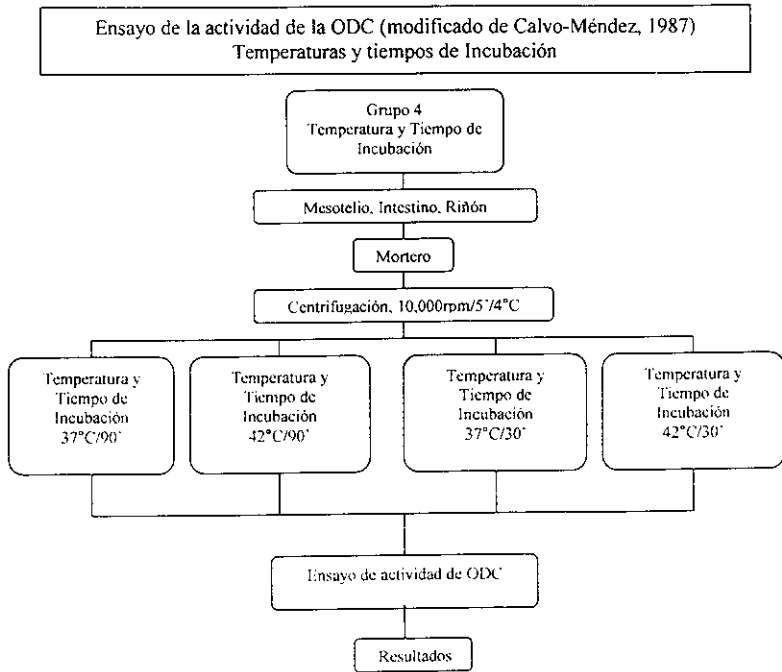 Ensayo de la actividad de la ODC (modificado de Calvo-Méndez, 1987)
Temperaturas y tiempos de Incubación
Grupo 4
Temperatura y Tiempo de
Incubación
Mesotelio, Intestino, Riñón
Mortero
Centrifugación, 10,000rpm/5`/4°C
Temperatura y
Tiempo de
Incubación
37°C/90`
Temperatura y
Tiempo de
Incubación
42°C/90`
Temperatura y
Tiempo de
Incubación
37°C/30`
Temperatura y
Tiempo de
Incubación
42°C/30`
Ensayo de actividad de ODC
Resultados